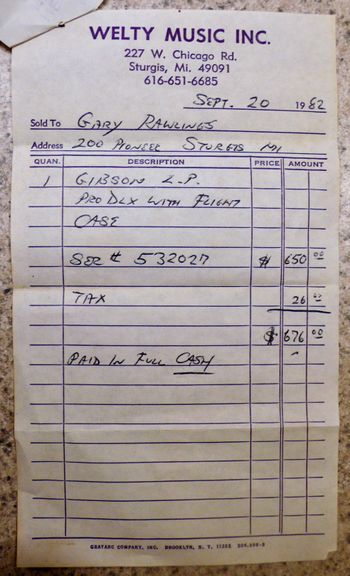 WELTY MUSIC INC.
227 W. Chicago Rd.
Sturgis, Mi. 49091
616-651-6685
SEPT. 20 1982
Sold To GARY RAWLINGS
Address 200 PIONEER STURGIS MI
QUAN. DESCRIPTION PRICE AMOUNT
1 GIBSON L.P.
PRO DLX WITH FLIGHT
CASE
SER # 532027 $ 650 00
TAX 26 00
$ 676 00
PAID IN FULL CASH
GRAYARC COMPANY, INC. BROOKLYN, N. Y. 11232